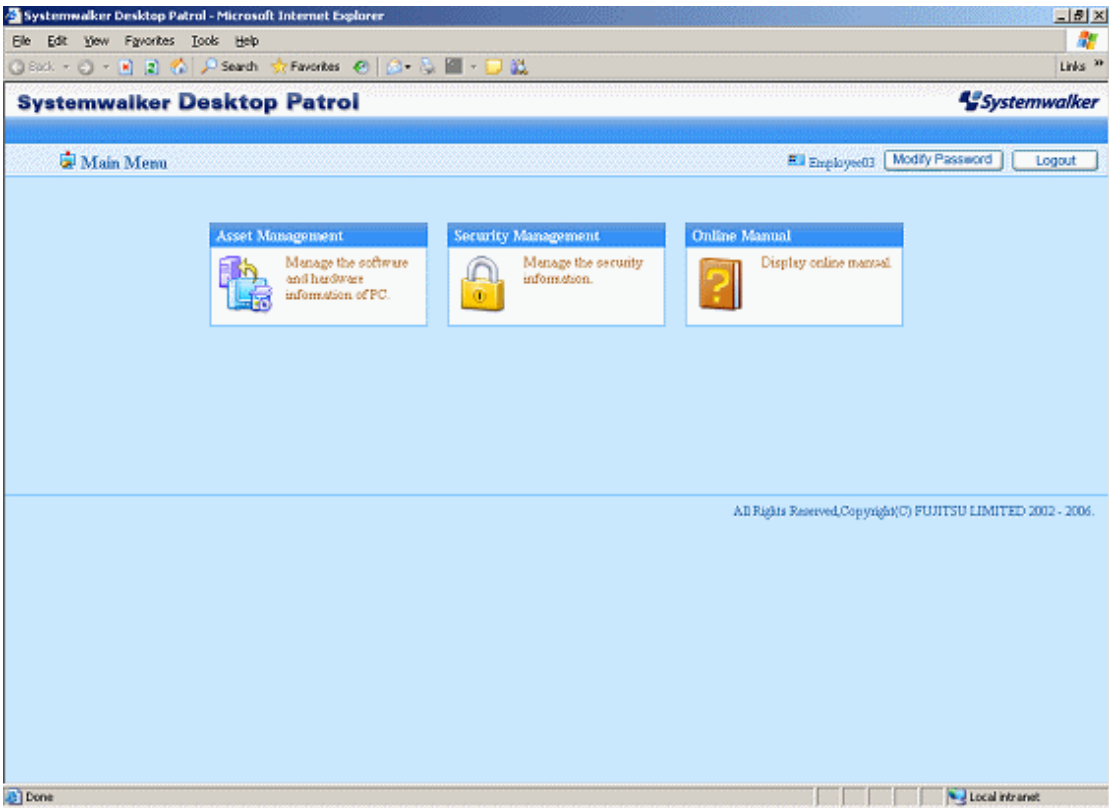 Systemwalker Desktop Patrol - Microsoft Internet Explorer
File Edit View Favorites Tools Help
Back Search Favorites Links »
Systemwalker Desktop Patrol Systemwalker
Main Menu Employee03 Modify Password Logout
Asset Management Security Management Online Manual
Manage the software Manage the security Display online manual.
and hardware information.
information of PC.
All Rights Reserved,Copyright(C) FUJITSU LIMITED 2002 - 2006.
Done Local intranet